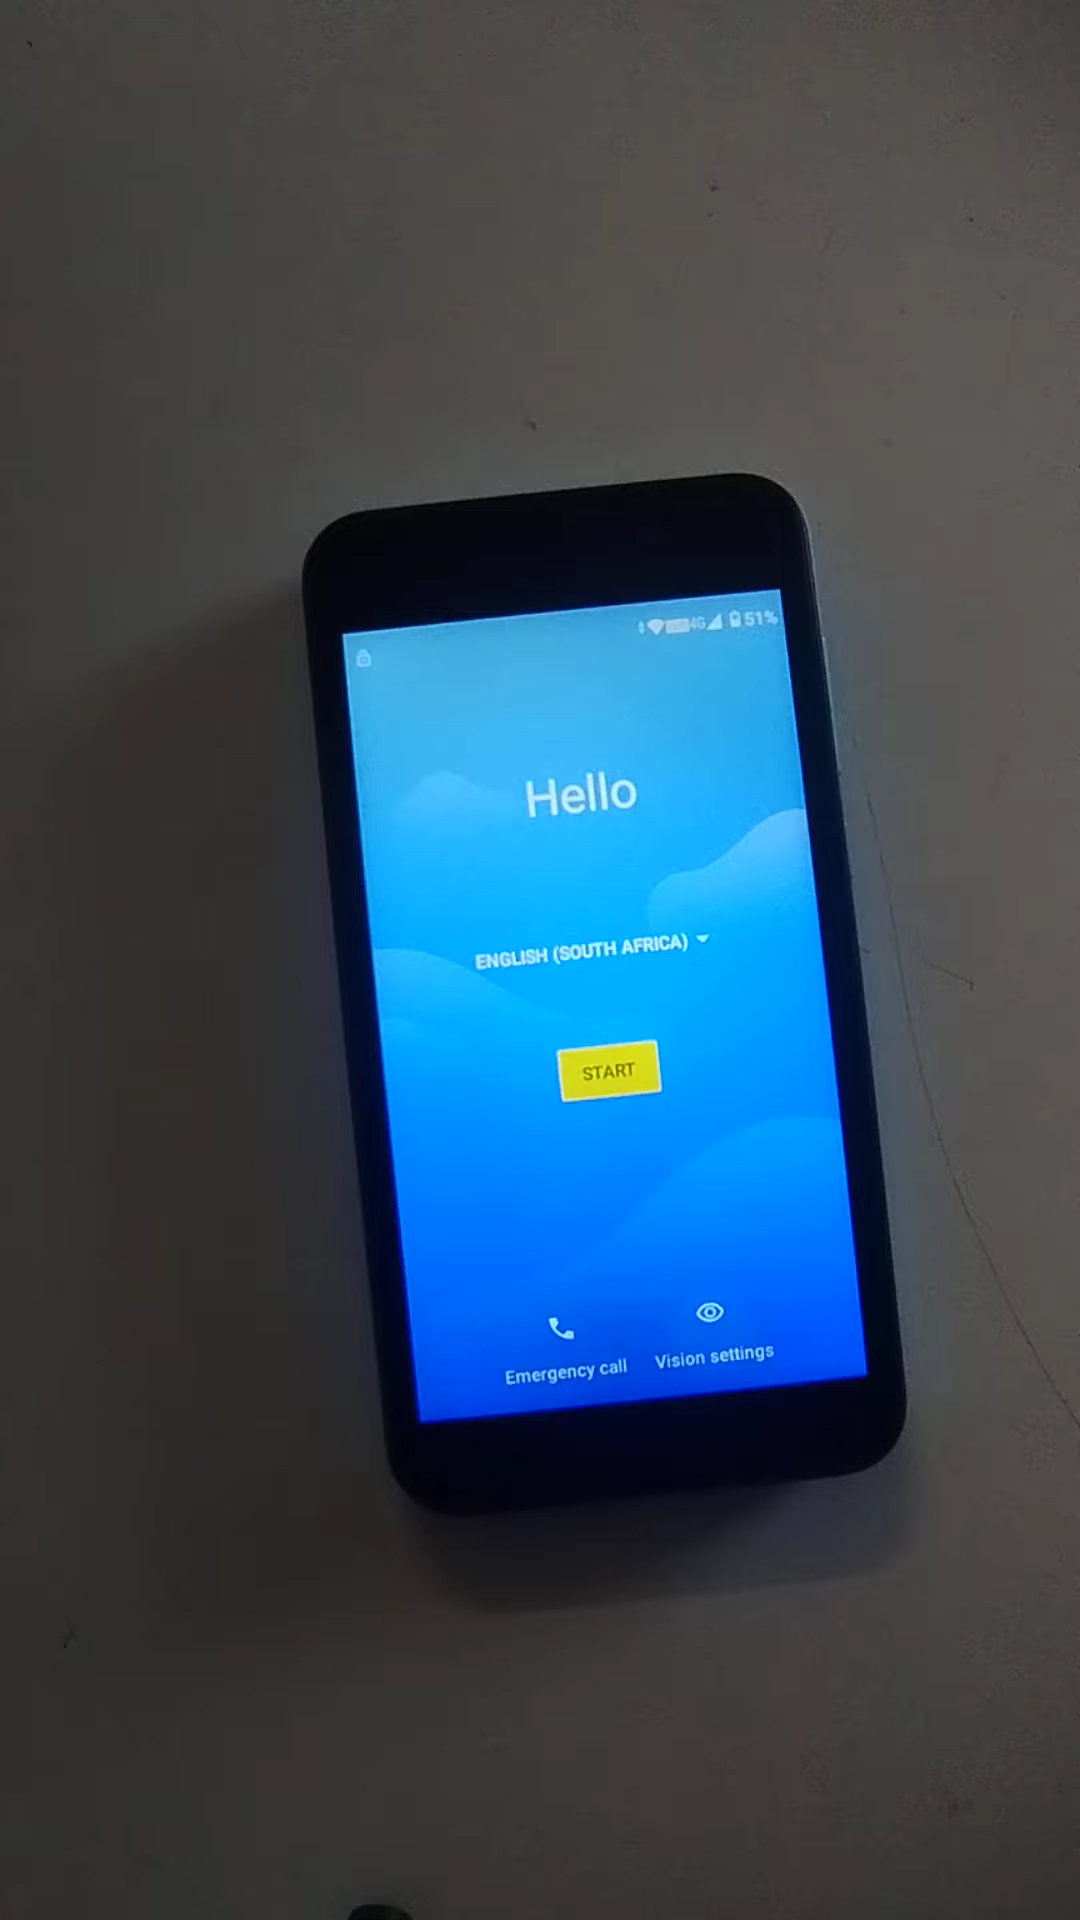 4G 51%
Hello
ENGLISH (SOUTH AFRICA)
START
Emergency call
Vision settings